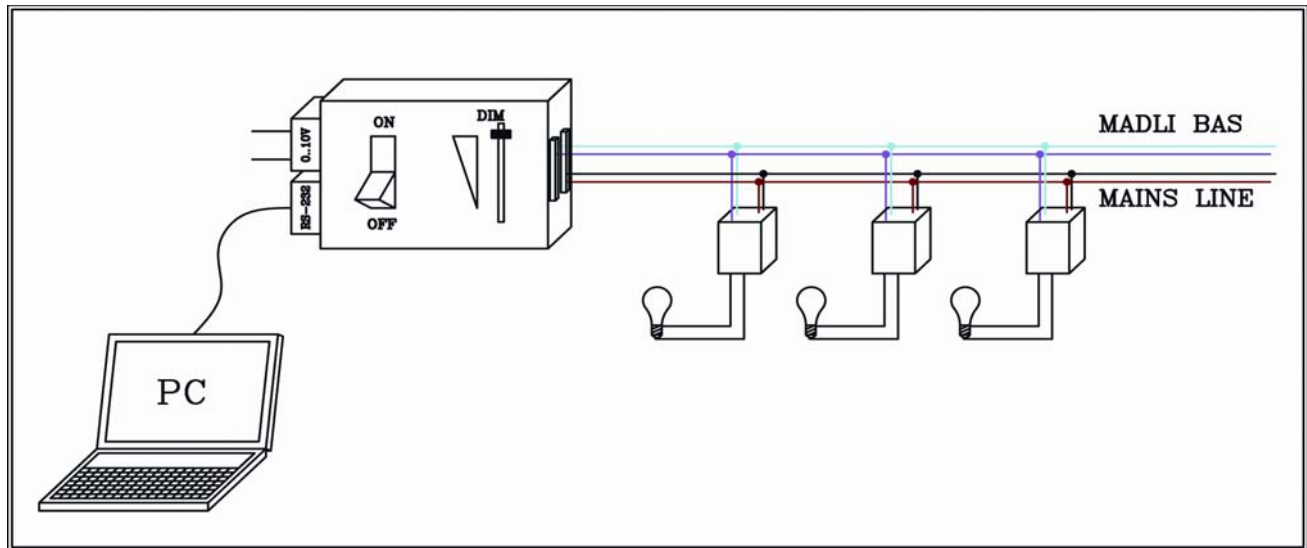 0..10V
RS-232
ON
OFF
DIM
MADLI BAS
MAINS LINE
PC